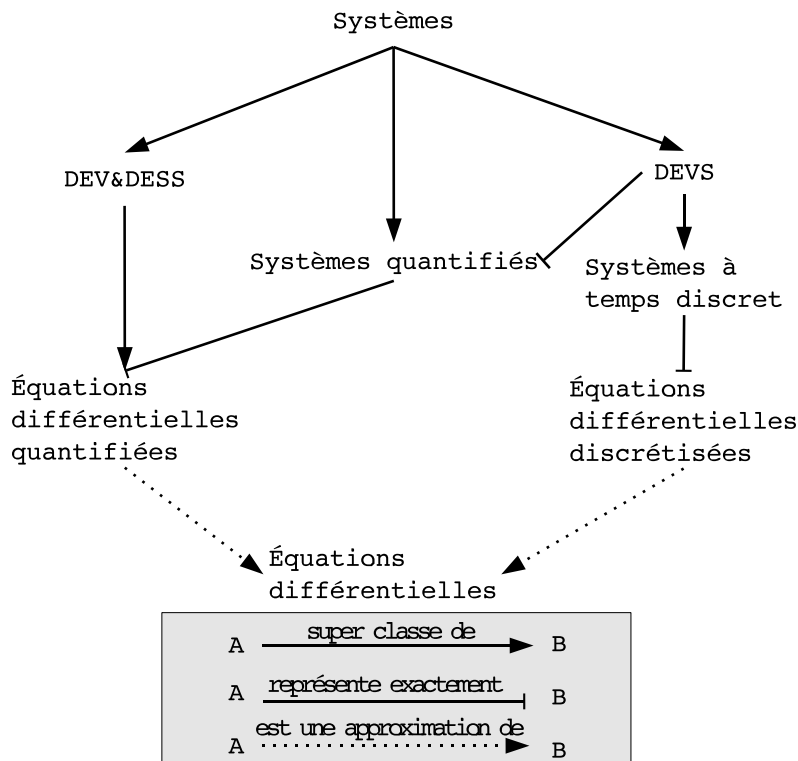 Systèmes
DEV&DESS
DEVS
Systèmes quantifiés
Systèmes à
temps discret
Équations
différentielles
quantifiées
Équations
différentielles
discrétisées
Équations
différentielles
A super classe de B
A représente exactement B
A est une approximation de B